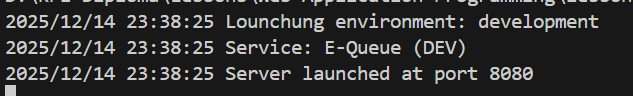 2025/12/14 23:38:25 Lounchung environment: development
2025/12/14 23:38:25 Service: E-Queue (DEV)
2025/12/14 23:38:25 Server launched at port 8080